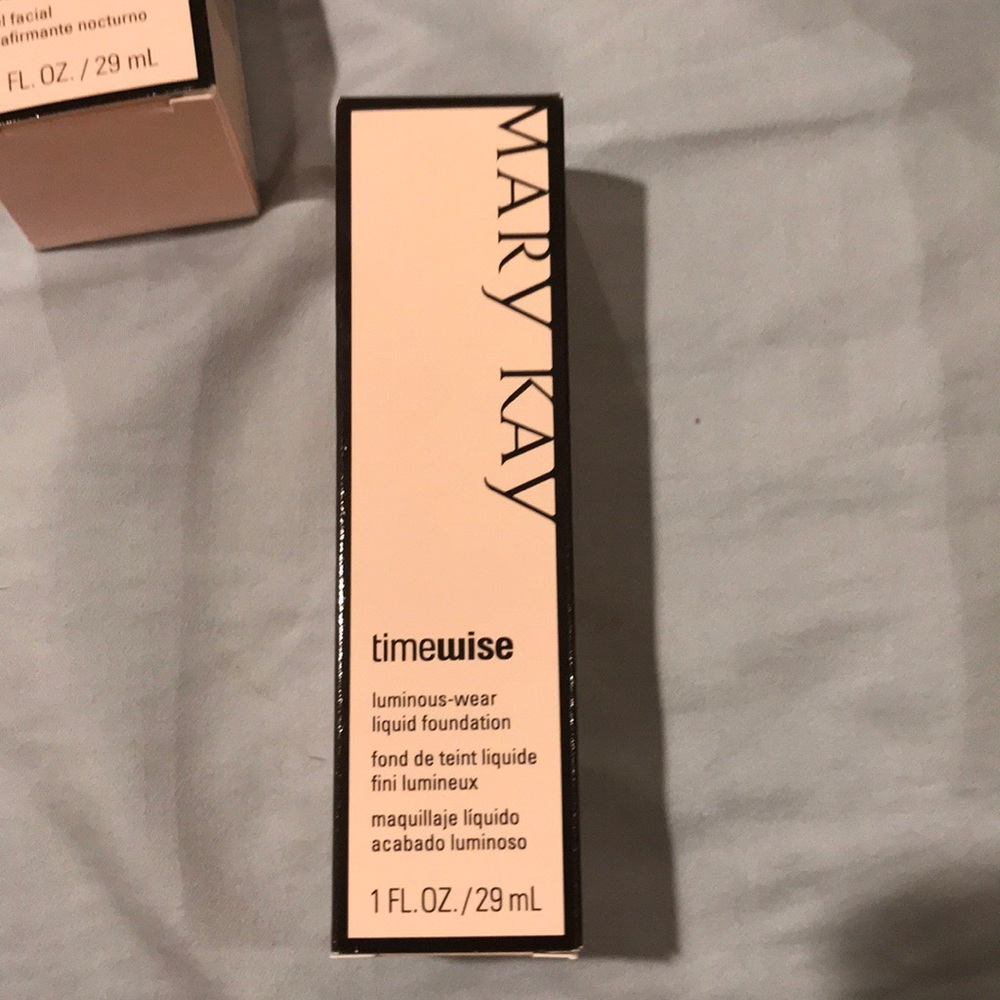 l facial
afirmante nocturno
FL. OZ. / 29 mL
MARY KAY
timewise
luminous-wear
liquid foundation
fond de teint liquide
fini lumineux
maquillaje líquido
acabado luminoso
1 FL. OZ. / 29 mL